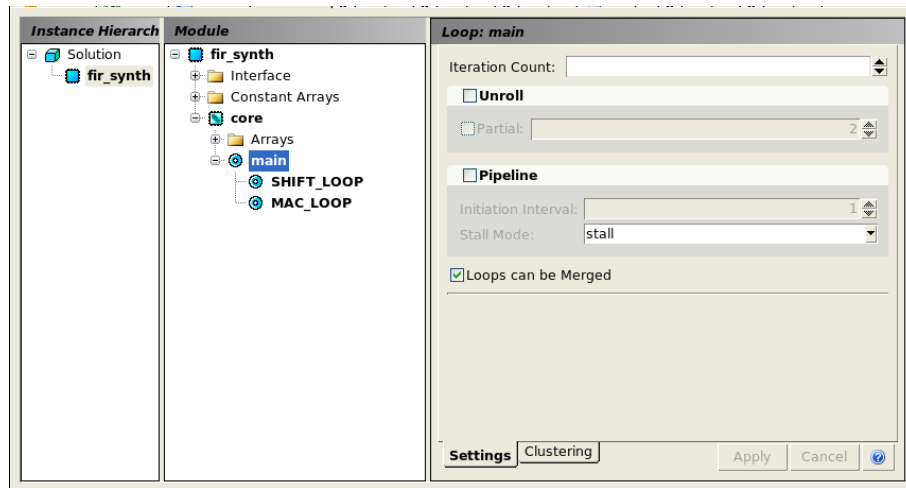 Instance Hierarch
Solution
fir_synth
Module
fir_synth
Interface
Constant Arrays
core
Arrays
main
SHIFT_LOOP
MAC_LOOP
Loop: main
Iteration Count:
Unroll
Partial: 2
Pipeline
Initiation Interval: 1
Stall Mode: stall
Loops can be Merged
Settings Clustering
Apply Cancel ?